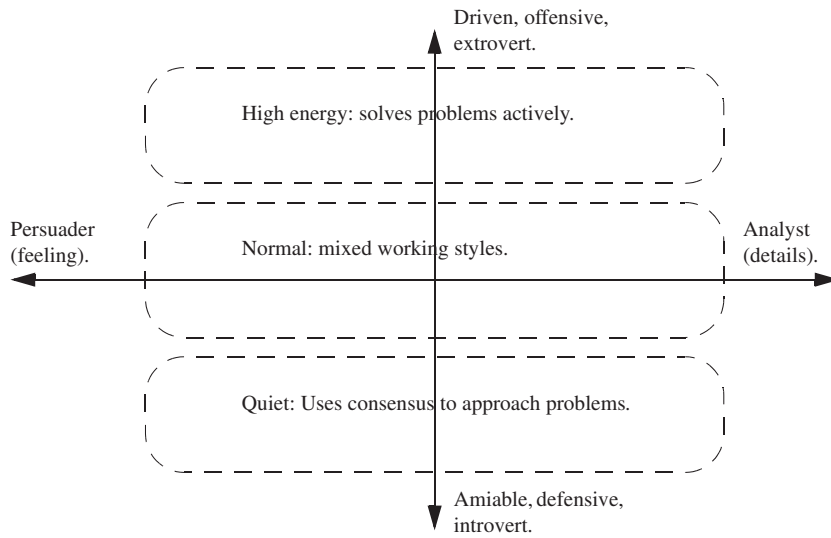 Driven, offensive,
extrovert.
High energy: solves problems actively.
Persuader
(feeling).
Normal: mixed working styles.
Analyst
(details).
Quiet: Uses consensus to approach problems.
Amiable, defensive,
introvert.